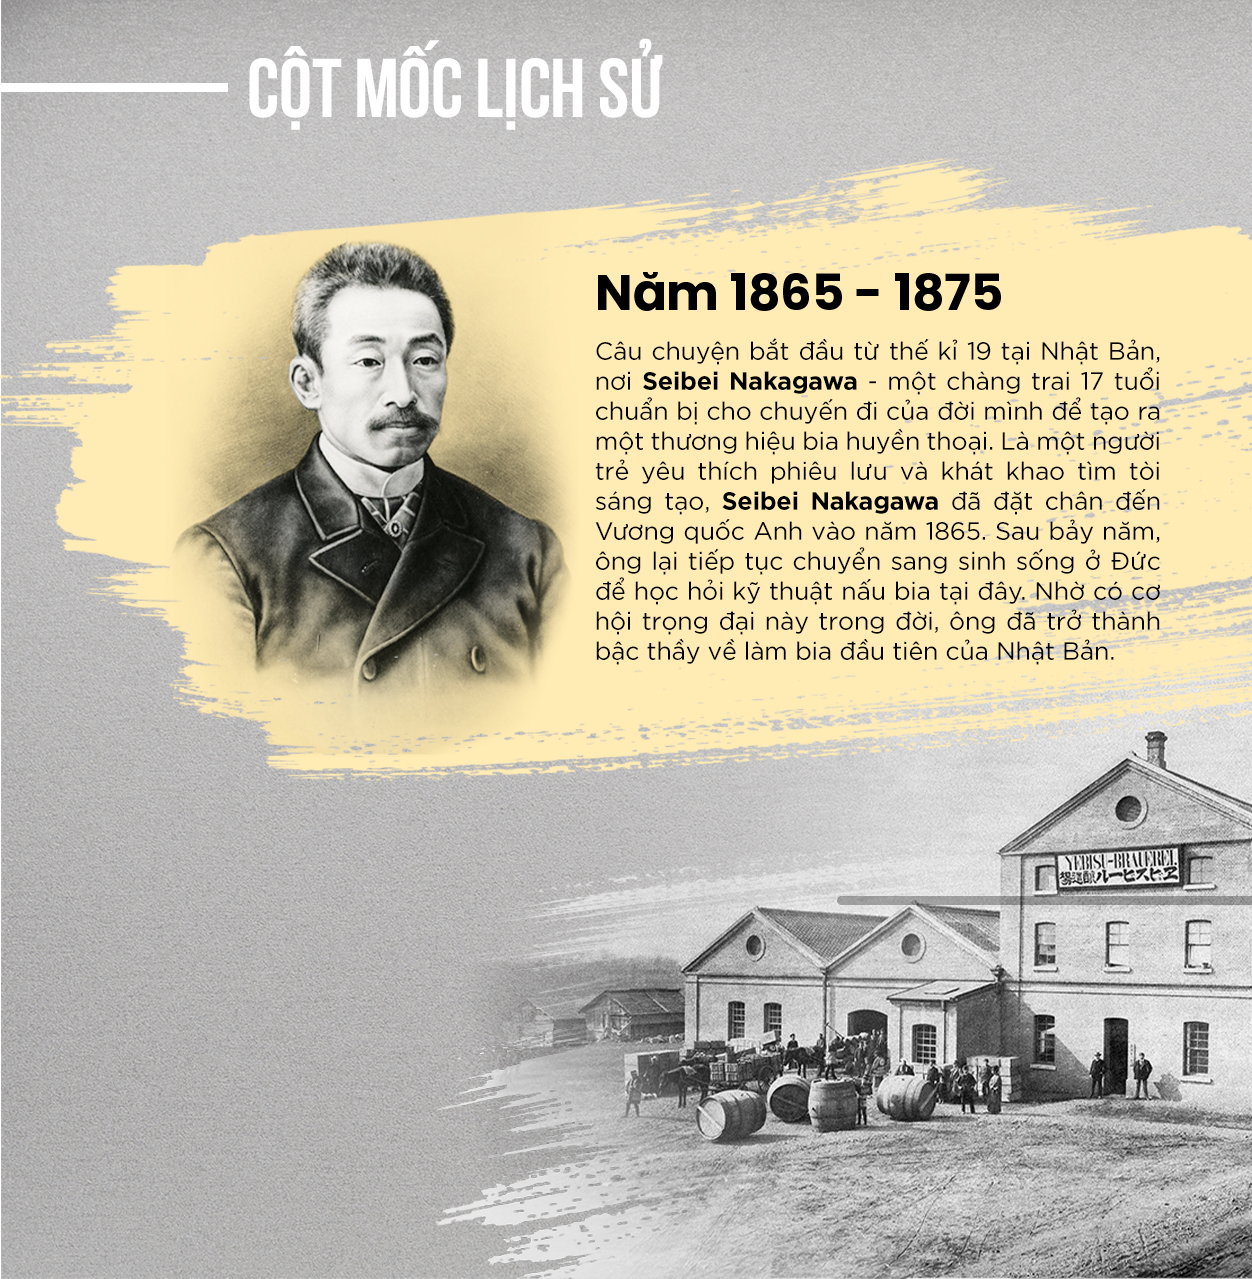 CỘT MỐC LỊCH SỬ
Năm 1865 - 1875
Câu chuyện bắt đầu từ thế kỉ 19 tại Nhật Bản,
nơi Seibei Nakagawa - một chàng trai 17 tuổi
chuẩn bị cho chuyến đi của đời mình để tạo ra
một thương hiệu bia huyền thoại. Là một người
trẻ yêu thích phiêu lưu và khát khao tìm tòi
sáng tạo, Seibei Nakagawa đã đặt chân đến
Vương quốc Anh vào năm 1865. Sau bảy năm,
ông lại tiếp tục chuyển sang sinh sống ở Đức
để học hỏi kỹ thuật nấu bia tại đây. Nhờ có cơ
hội trọng đại này trong đời, ông đã trở thành
bậc thầy về làm bia đầu tiên của Nhật Bản.
YEBISU-BRAUEREI.
場造醸ルービスビヱ